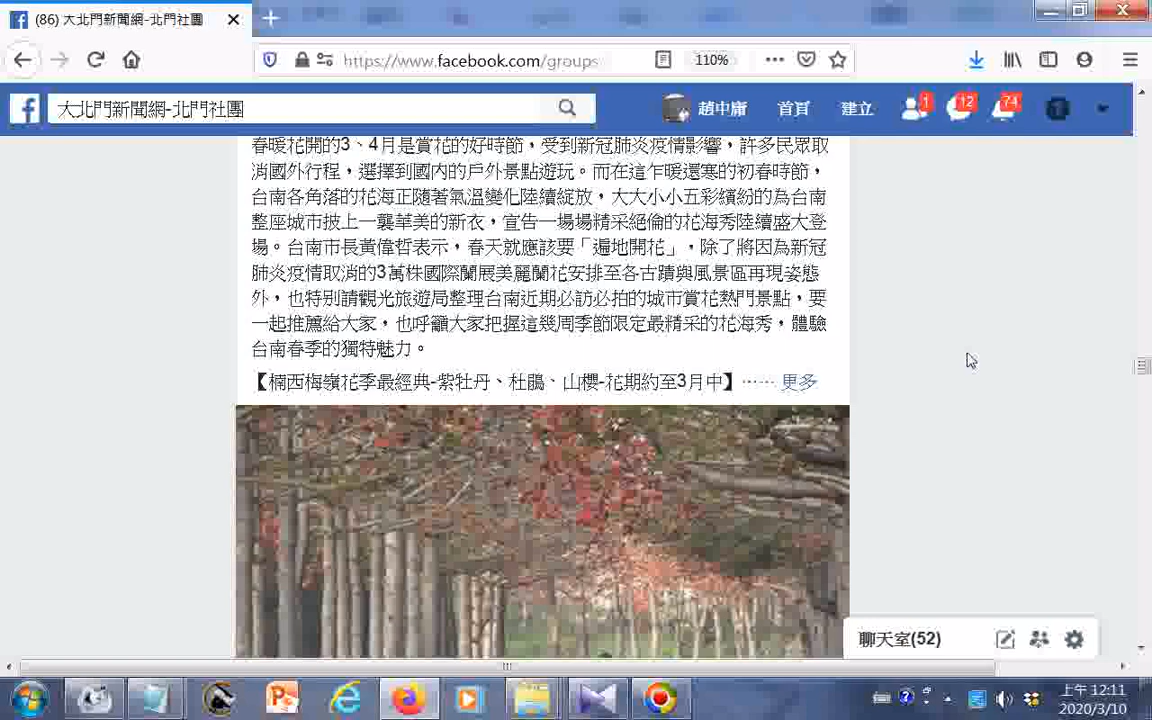 (86) 大北門新聞網-北門社團
https://www.facebook.com/groups
110%
大北門新聞網-北門社團
趙中庸
首頁
建立
1
12
74
春暖花開的3、4月是賞花的好時節，受到新冠肺炎疫情影響，許多民眾取
消國外行程，選擇到國內的戶外景點遊玩。而在這乍暖還寒的初春時節，
台南各角落的花海正隨著氣溫變化陸續綻放，大大小小五彩繽紛的為台南
整座城市披上一襲華美的新衣，宣告一場場精采絕倫的花海秀陸續盛大登
場。台南市長黃偉哲表示，春天就應該要「遍地開花」，除了將因為新冠
肺炎疫情取消的3萬株國際蘭展美麗蘭花安排至各古蹟與風景區再現姿態
外，也特別請觀光旅遊局整理台南近期必訪必拍的城市賞花熱門景點，要
一起推薦給大家，也呼籲大家把握這幾周季節限定最精采的花海秀，體驗
台南春季的獨特魅力。
【楠西梅嶺花季最經典-紫牡丹、杜鵑、山櫻-花期約至3月中】…… 更多
聊天室(52)
上午 12:11
2020/3/10